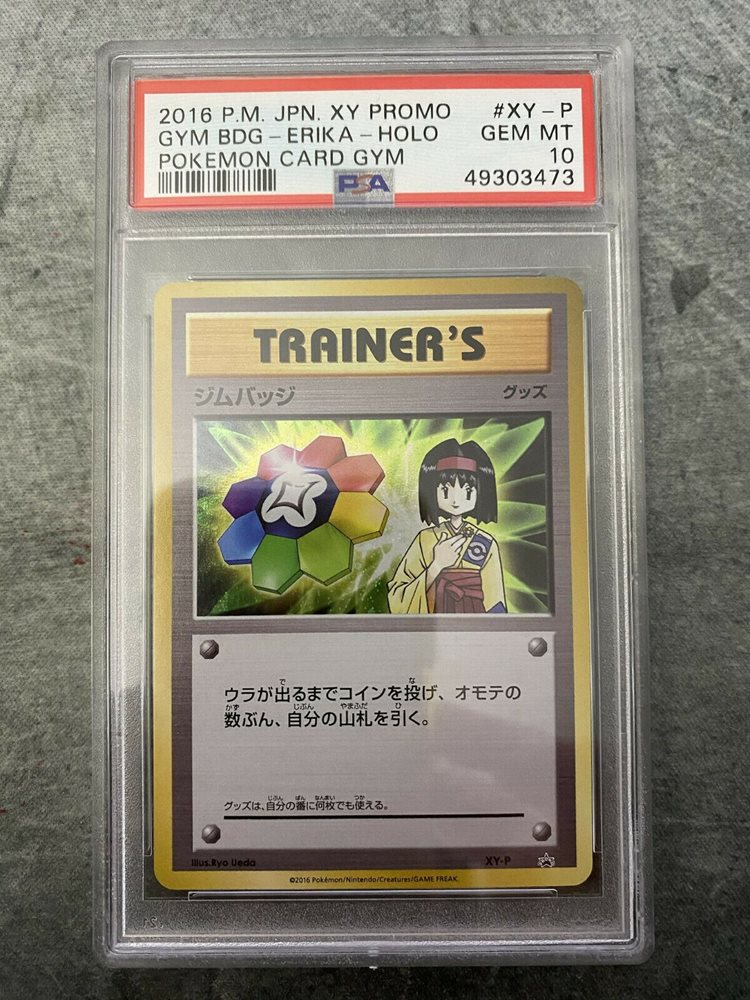 2016 P.M. JPN. XY PROMO #XY-P
GYM BDG-ERIKA-HOLO GEM MT
POKEMON CARD GYM 10
PSA 49303473
TRAINER'S
ジムバッジ グッズ
ウラが出るまでコインを投げ、オモテの
数ぶん、自分の山札を引く。
グッズは、自分の番に何枚でも使える。
Illus.Ryo Ueda XY-P
©2016 Pokémon/Nintendo/Creatures/GAME FREAK.